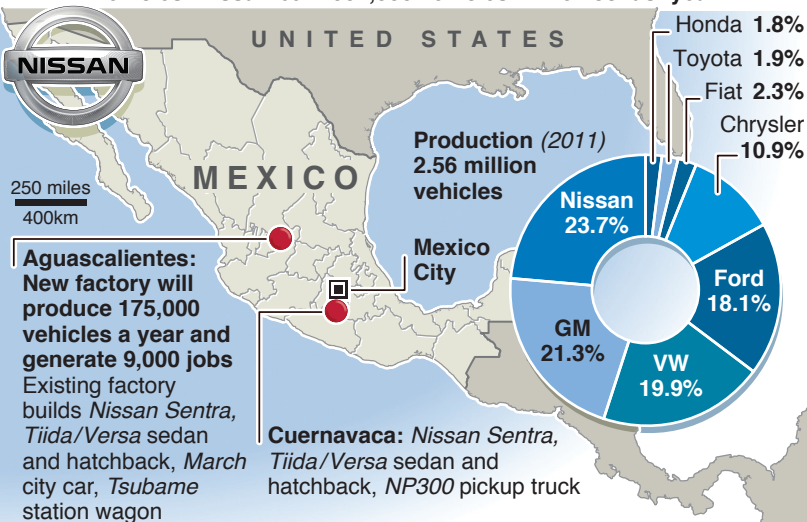 UNITED STATES
NISSAN
MEXICO
250 miles
400km
Production (2011)
2.56 million
vehicles
Mexico
City
Honda 1.8%
Toyota 1.9%
Fiat 2.3%
Chrysler
10.9%
Nissan
23.7%
Ford
18.1%
GM
21.3%
VW
19.9%
Aguascalientes:
New factory will
produce 175,000
vehicles a year and
generate 9,000 jobs
Existing factory
builds Nissan Sentra,
Tiida/Versa sedan
and hatchback, March
city car, Tsubame
station wagon
Cuernavaca: Nissan Sentra,
Tiida/Versa sedan and
hatchback, NP300 pickup truck